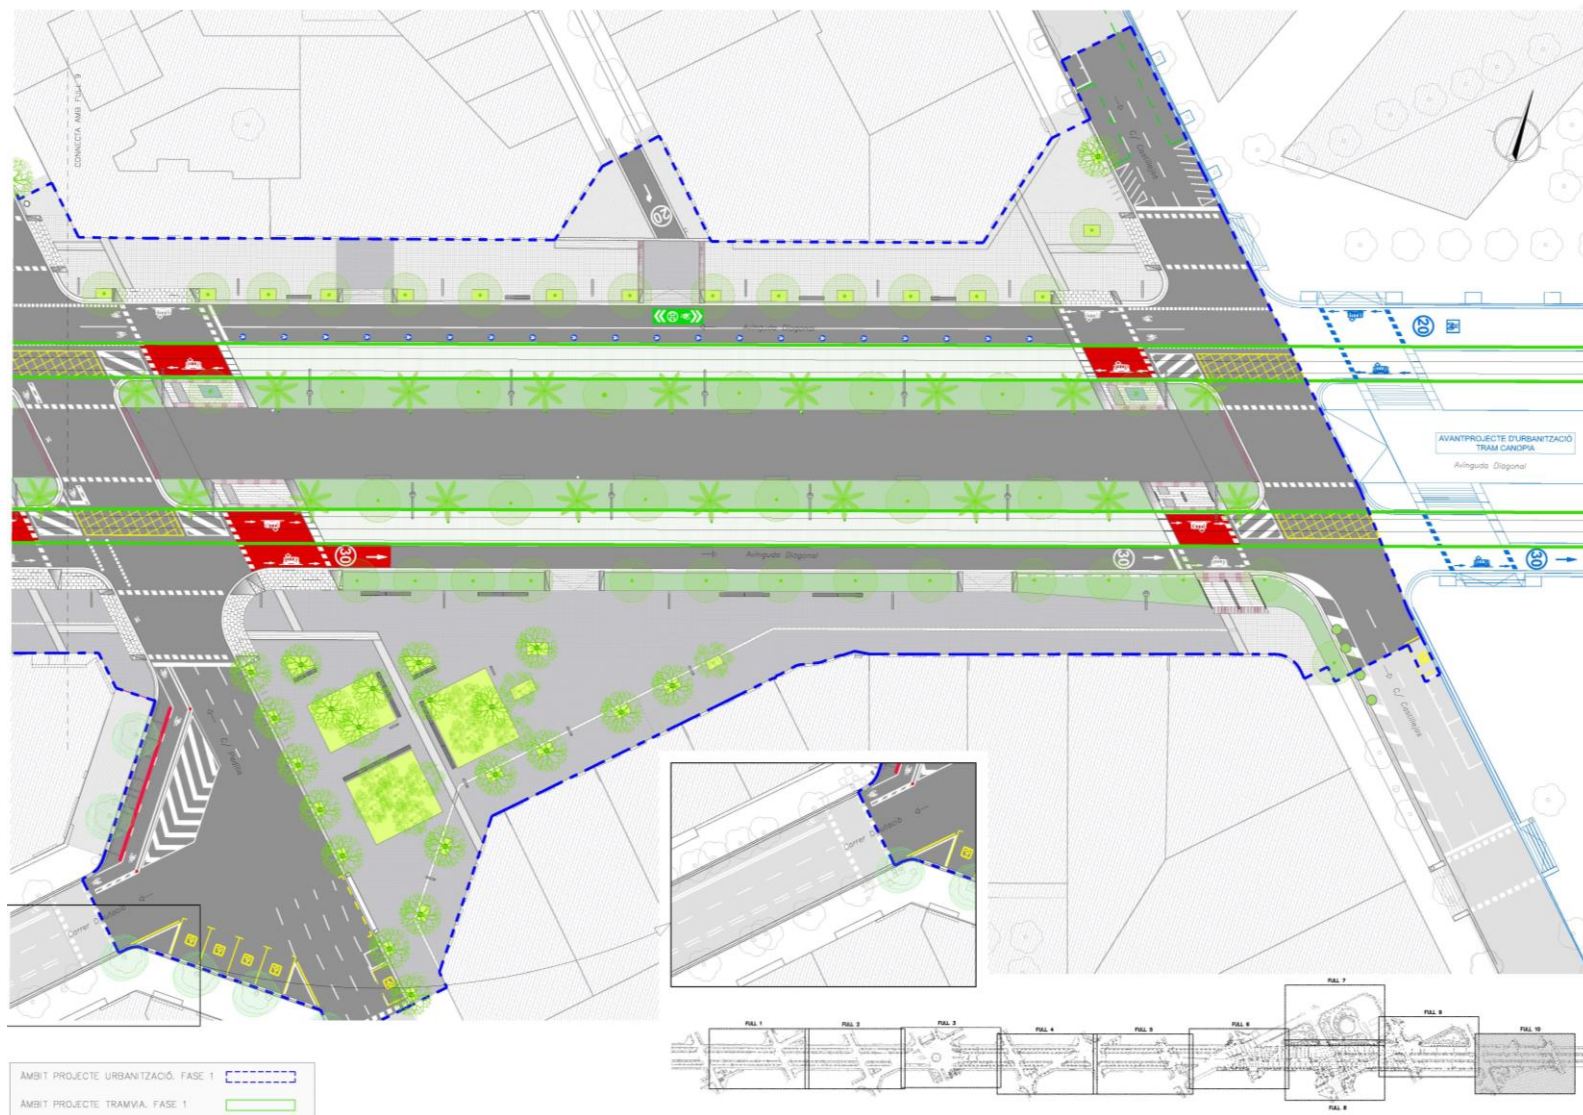 CONNECTA AMB FULL 9
C/ Castillejos
20
Avinguda Diagonal
20
AVANTPROJECTE D'URBANITZACIÓ
TRAM CANOPIA
Avinguda Diagonal
30
Avinguda Diagonal
30
30
C/ Padilla
C/ Castillejos
Carrer Diputació
Carrer Diputació
FULL 1
FULL 2
FULL 3
FULL 4
FULL 5
FULL 6
FULL 7
FULL 8
FULL 9
FULL 10
ÀMBIT PROJECTE URBANITZACIÓ. FASE 1
ÀMBIT PROJECTE TRAMVIA. FASE 1